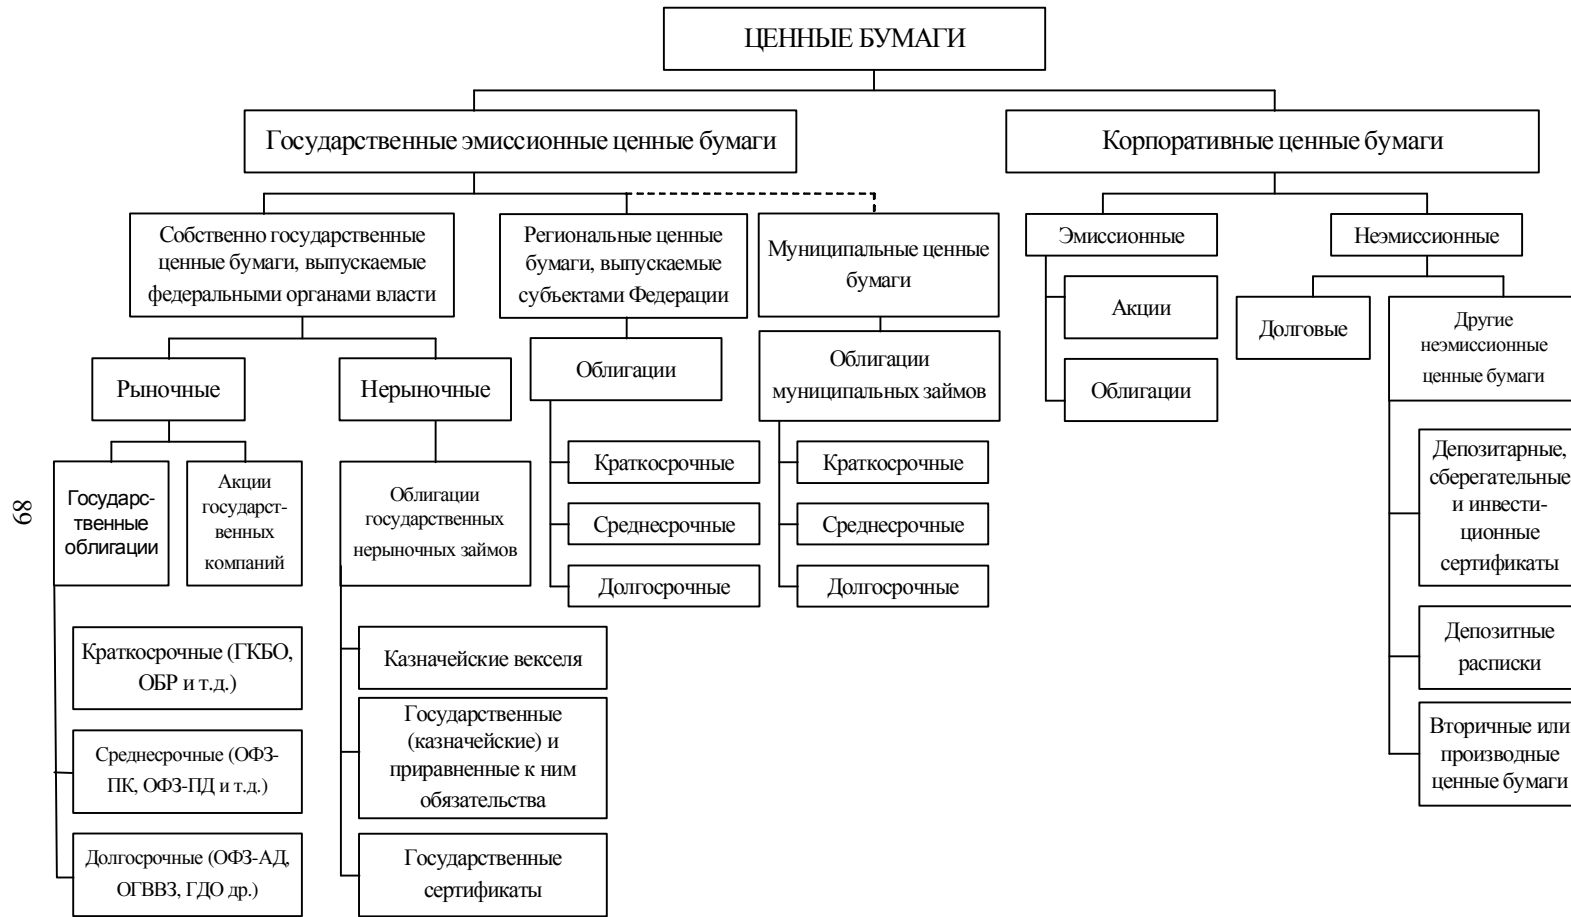 ЦЕННЫЕ БУМАГИ
Государственные эмиссионные ценные бумаги
Корпоративные ценные бумаги
Собственно государственные
ценные бумаги, выпускаемые
федеральными органами власти
Региональные ценные
бумаги, выпускаемые
субъектами Федерации
Муниципальные ценные
бумаги
Эмиссионные
Неэмиссионные
Рыночные
Нерыночные
Облигации
Облигации
муниципальных займов
Акции
Облигации
Долговые
Другие
неэмиссионные
ценные бумаги
Государс-
твенные
облигации
Акции
государст-
венных
компаний
Облигации
государственных
нерыночных займов
Краткосрочные
Среднесрочные
Долгосрочные
Краткосрочные
Среднесрочные
Долгосрочные
Депозитарные,
сберегательные
и инвести-
ционные
сертификаты
Депозитные
расписки
Вторичные или
производные
ценные бумаги
Краткосрочные (ГКБО,
ОБР и т.д.)
Среднесрочные (ОФЗ-
ПК, ОФЗ-ПД и т.д.)
Долгосрочные (ОФЗ-АД,
ОГВВЗ, ГДО др.)
Казначейские векселя
Государственные
(казначейские) и
приравненные к ним
обязательства
Государственные
сертификаты
89